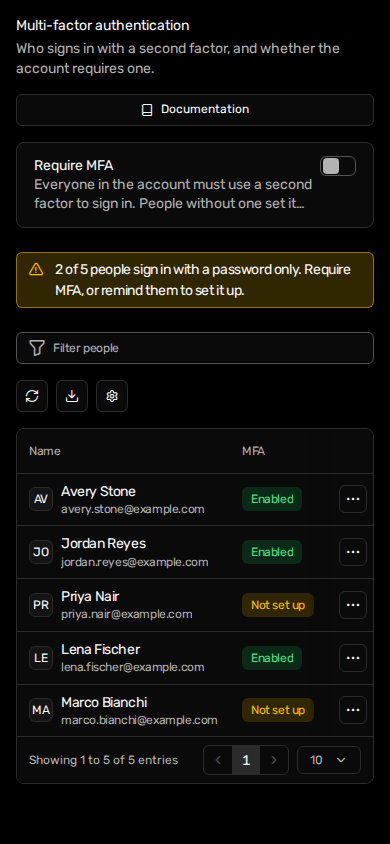 Multi-factor authentication
Who signs in with a second factor, and whether the
account requires one.
Documentation
Require MFA
Everyone in the account must use a second
factor to sign in. People without one set it...
2 of 5 people sign in with a password only. Require
MFA, or remind them to set it up.
Filter people
Name MFA
AV Avery Stone Enabled
avery.stone@example.com
JO Jordan Reyes Enabled
jordan.reyes@example.com
PR Priya Nair Not set up
priya.nair@example.com
LE Lena Fischer Enabled
lena.fischer@example.com
MA Marco Bianchi Not set up
marco.bianchi@example.com
Showing 1 to 5 of 5 entries 1 10